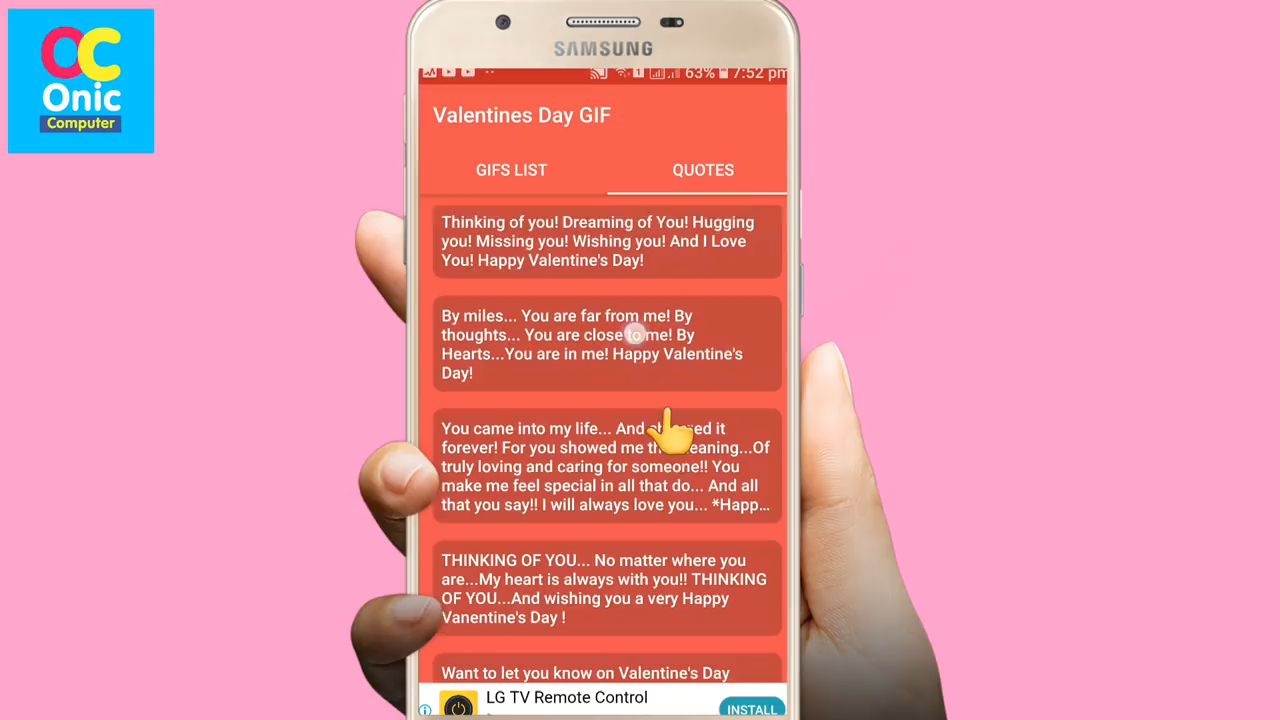 OC
Onic
Computer
SAMSUNG
1 63% 7:52 pm
Valentines Day GIF
GIFS LIST QUOTES
Thinking of you! Dreaming of You! Hugging
you! Missing you! Wishing you! And I Love
You! Happy Valentine's Day!
By miles... You are far from me! By
thoughts... You are close to me! By
Hearts...You are in me! Happy Valentine's
Day!
You came into my life... And it
forever! For you showed me the meaning...Of
truly loving and caring for someone!! You
make me feel special in all that do... And all
that you say!! I will always love you... *Happ...
THINKING OF YOU... No matter where you
are...My heart is always with you!! THINKING
OF YOU...And wishing you a very Happy
Vanentine's Day !
Want to let you know on Valentine's Day
LG TV Remote Control
INSTALL